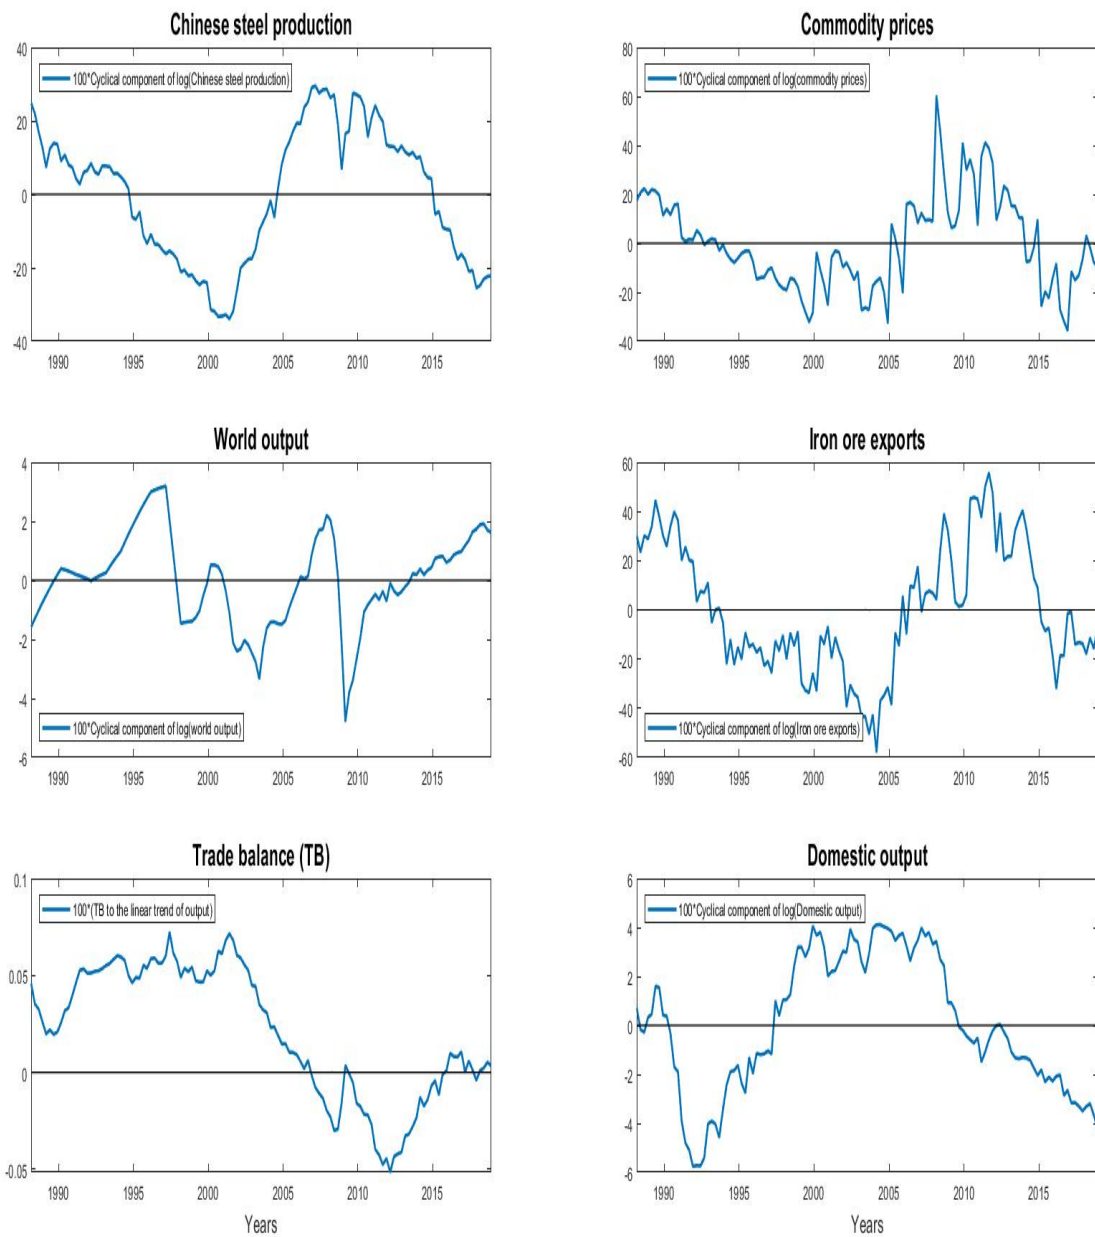 Chinese steel production
100*Cyclical component of log(Chinese steel production)
40
20
0
-20
-40
1990 1995 2000 2005 2010 2015
Commodity prices
100*Cyclical component of log(commodity prices)
80
60
40
20
0
-20
-40
1990 1995 2000 2005 2010 2015
World output
4
2
0
-2
-4
-6
100*Cyclical component of log(world output)
1990 1995 2000 2005 2010 2015
Iron ore exports
60
40
20
0
-20
-40
-60
100*Cyclical component of log(Iron ore exports)
1990 1995 2000 2005 2010 2015
Trade balance (TB)
0.1
100*(TB to the linear trend of output)
0.05
0
-0.05
1990 1995 2000 2005 2010 2015
Years
Domestic output
6
100*Cyclical component of log(Domestic output)
4
2
0
-2
-4
-6
1990 1995 2000 2005 2010 2015
Years